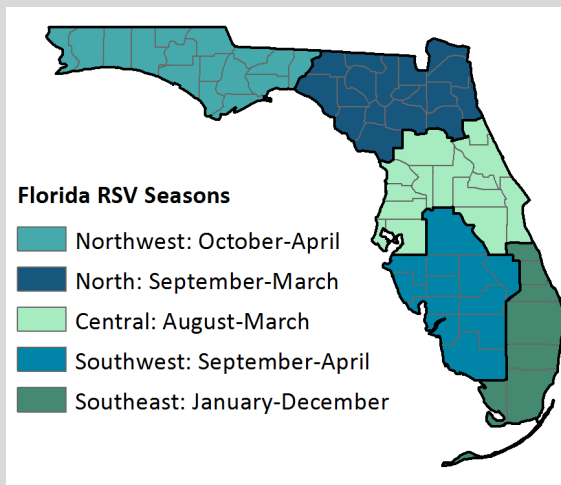 Florida RSV Seasons
Northwest: October-April
North: September-March
Central: August-March
Southwest: September-April
Southeast: January-December